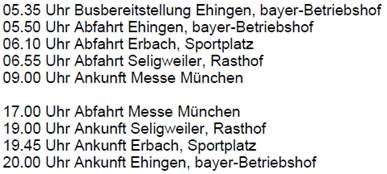 05.35 Uhr Busbereitstellung Ehingen, bayer-Betriebshof
05.50 Uhr Abfahrt Ehingen, bayer-Betriebshof
06.10 Uhr Abfahrt Erbach, Sportplatz
06.55 Uhr Abfahrt Seligweiler, Rasthof
09.00 Uhr Ankunft Messe München
17.00 Uhr Abfahrt Messe München
19.00 Uhr Ankunft Seligweiler, Rasthof
19.45 Uhr Ankunft Erbach, Sportplatz
20.00 Uhr Ankunft Ehingen, bayer-Betriebshof